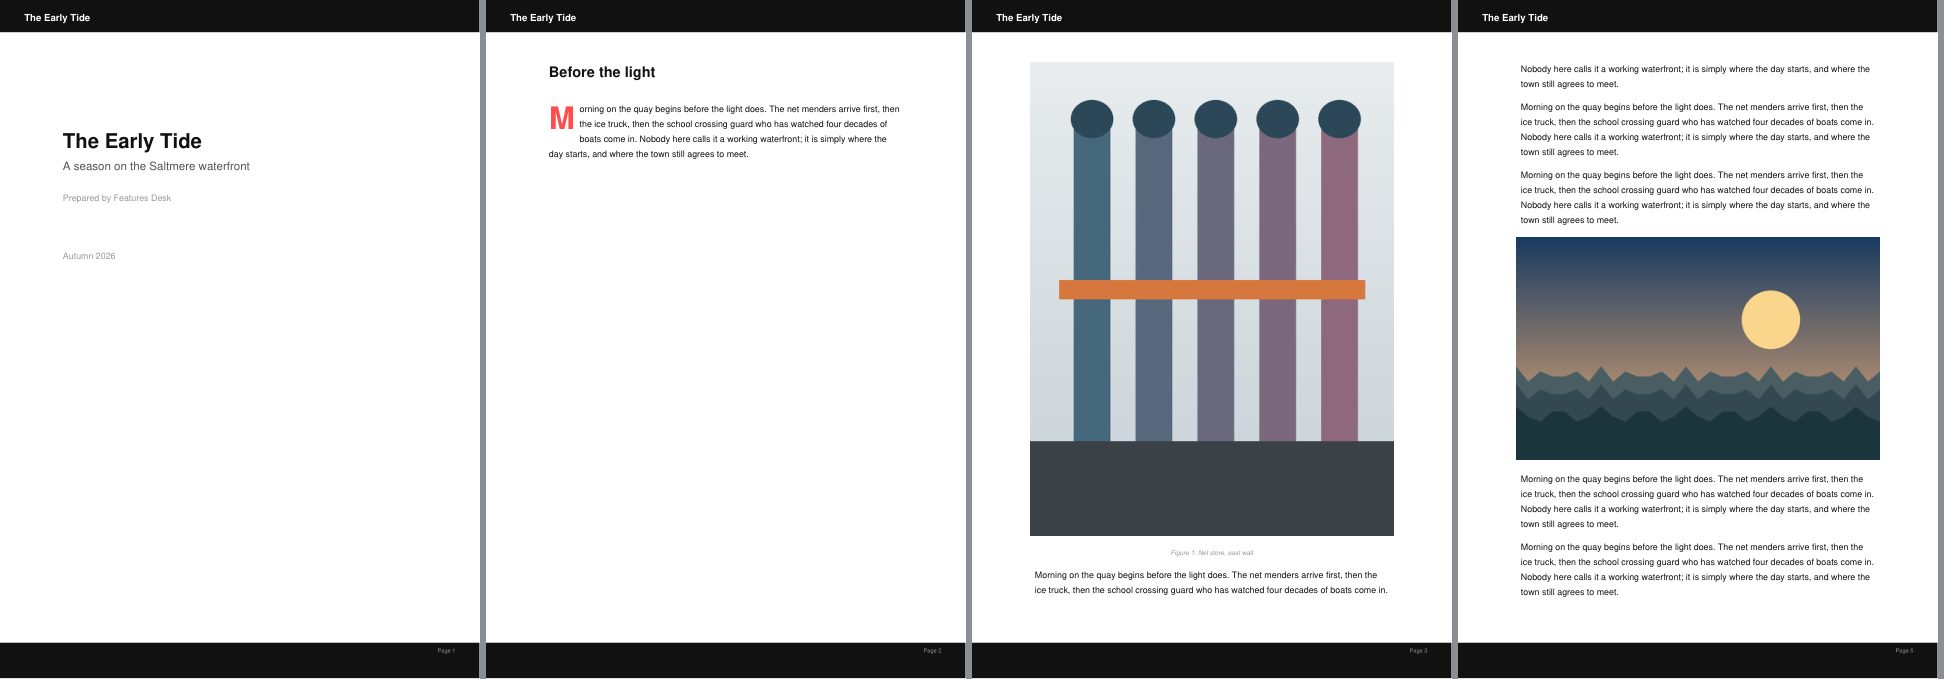 The Early Tide
The Early Tide
A season on the Saltmere waterfront
Prepared by Features Desk
Autumn 2026
Page 1
The Early Tide
Before the light
Morning on the quay begins before the light does. The net menders arrive first, then
the ice truck, then the school crossing guard who has watched four decades of
boats come in. Nobody here calls it a working waterfront; it is simply where the
day starts, and where the town still agrees to meet.
Page 2
The Early Tide
Figure 1: Net store, east wall
Morning on the quay begins before the light does. The net menders arrive first, then the
ice truck, then the school crossing guard who has watched four decades of boats come in.
Page 3
The Early Tide
Nobody here calls it a working waterfront; it is simply where the day starts, and where the
town still agrees to meet.
Morning on the quay begins before the light does. The net menders arrive first, then the
ice truck, then the school crossing guard who has watched four decades of boats come in.
Nobody here calls it a working waterfront; it is simply where the day starts, and where the
town still agrees to meet.
Morning on the quay begins before the light does. The net menders arrive first, then the
ice truck, then the school crossing guard who has watched four decades of boats come in.
Nobody here calls it a working waterfront; it is simply where the day starts, and where the
town still agrees to meet.
Morning on the quay begins before the light does. The net menders arrive first, then the
ice truck, then the school crossing guard who has watched four decades of boats come in.
Nobody here calls it a working waterfront; it is simply where the day starts, and where the
town still agrees to meet.
Morning on the quay begins before the light does. The net menders arrive first, then the
ice truck, then the school crossing guard who has watched four decades of boats come in.
Nobody here calls it a working waterfront; it is simply where the day starts, and where the
town still agrees to meet.
Page 5